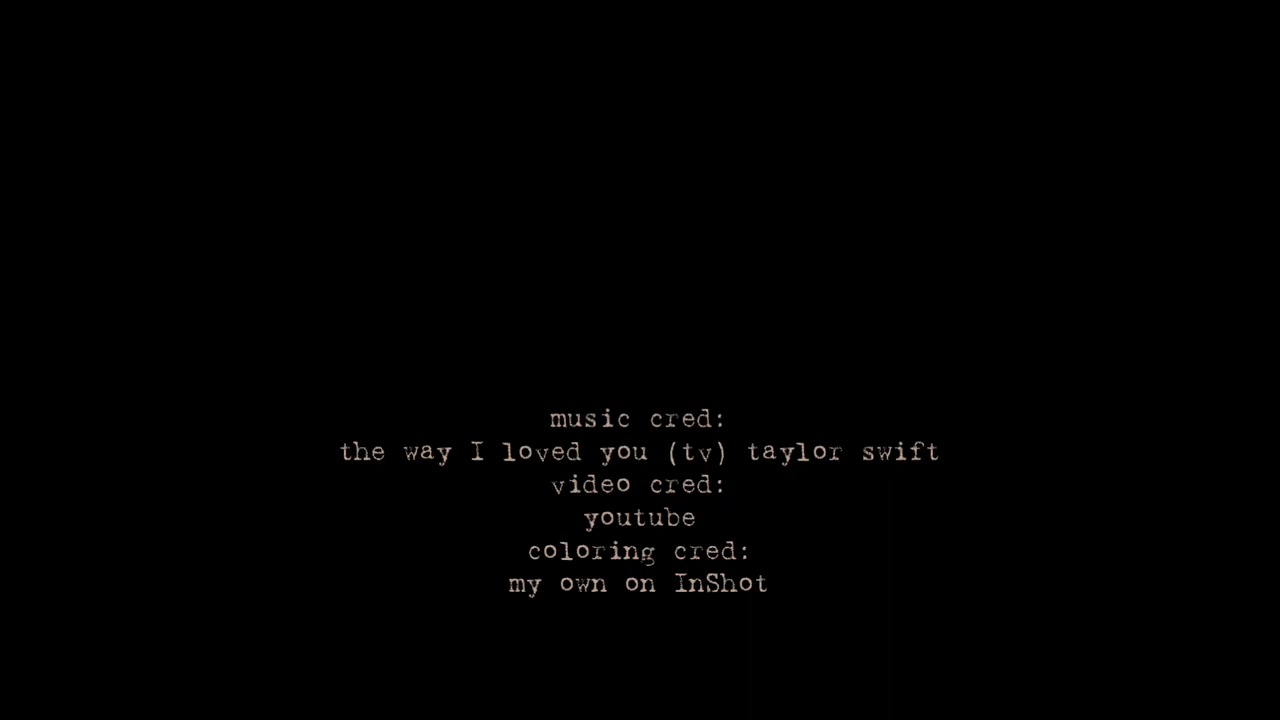 music cred:
the way I loved you (tv) taylor swift
video cred:
youtube
coloring cred:
my own on InShot